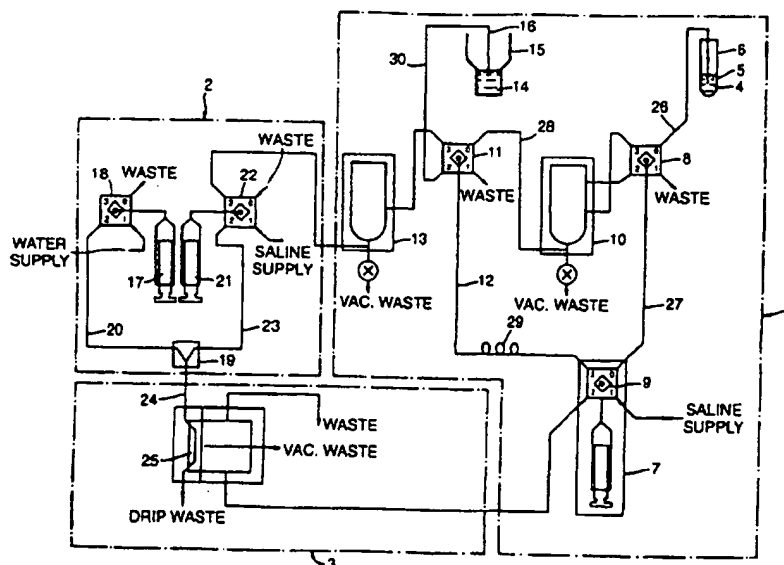 16
15
6
5
4
30
14
26
2
28
WASTE
11
8
18
WASTE
22
WASTE
WASTE
13
10
WATER
SUPPLY
17
21
SALINE
SUPPLY
VAC. WASTE
12
VAC. WASTE
27
20
23
29
19
9
24
WASTE
SALINE
SUPPLY
VAC. WASTE
25
7
DRIP WASTE
3